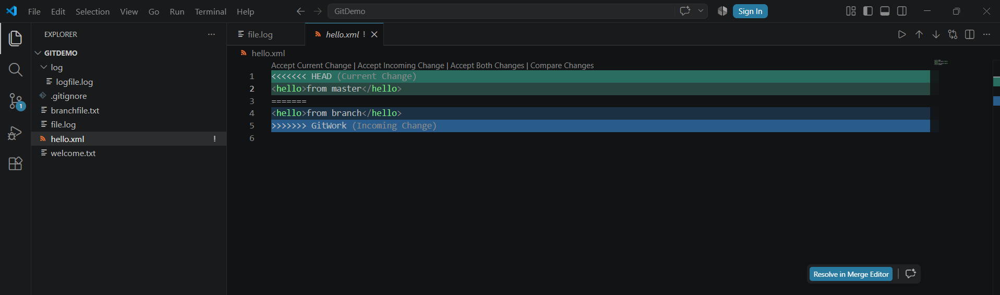 File Edit Selection View Go Run Terminal Help GitDemo Sign In
EXPLORER
GITDEMO
log
logfile.log
.gitignore
branchfile.txt
file.log
hello.xml !
welcome.txt
1
file.log hello.xml !
hello.xml
Accept Current Change | Accept Incoming Change | Accept Both Changes | Compare Changes
1 <<<<<<< HEAD (Current Change)
2 <hello>from master</hello>
3 =======
4 <hello>from branch</hello>
5 >>>>>>> GitWork (Incoming Change)
6
Resolve in Merge Editor